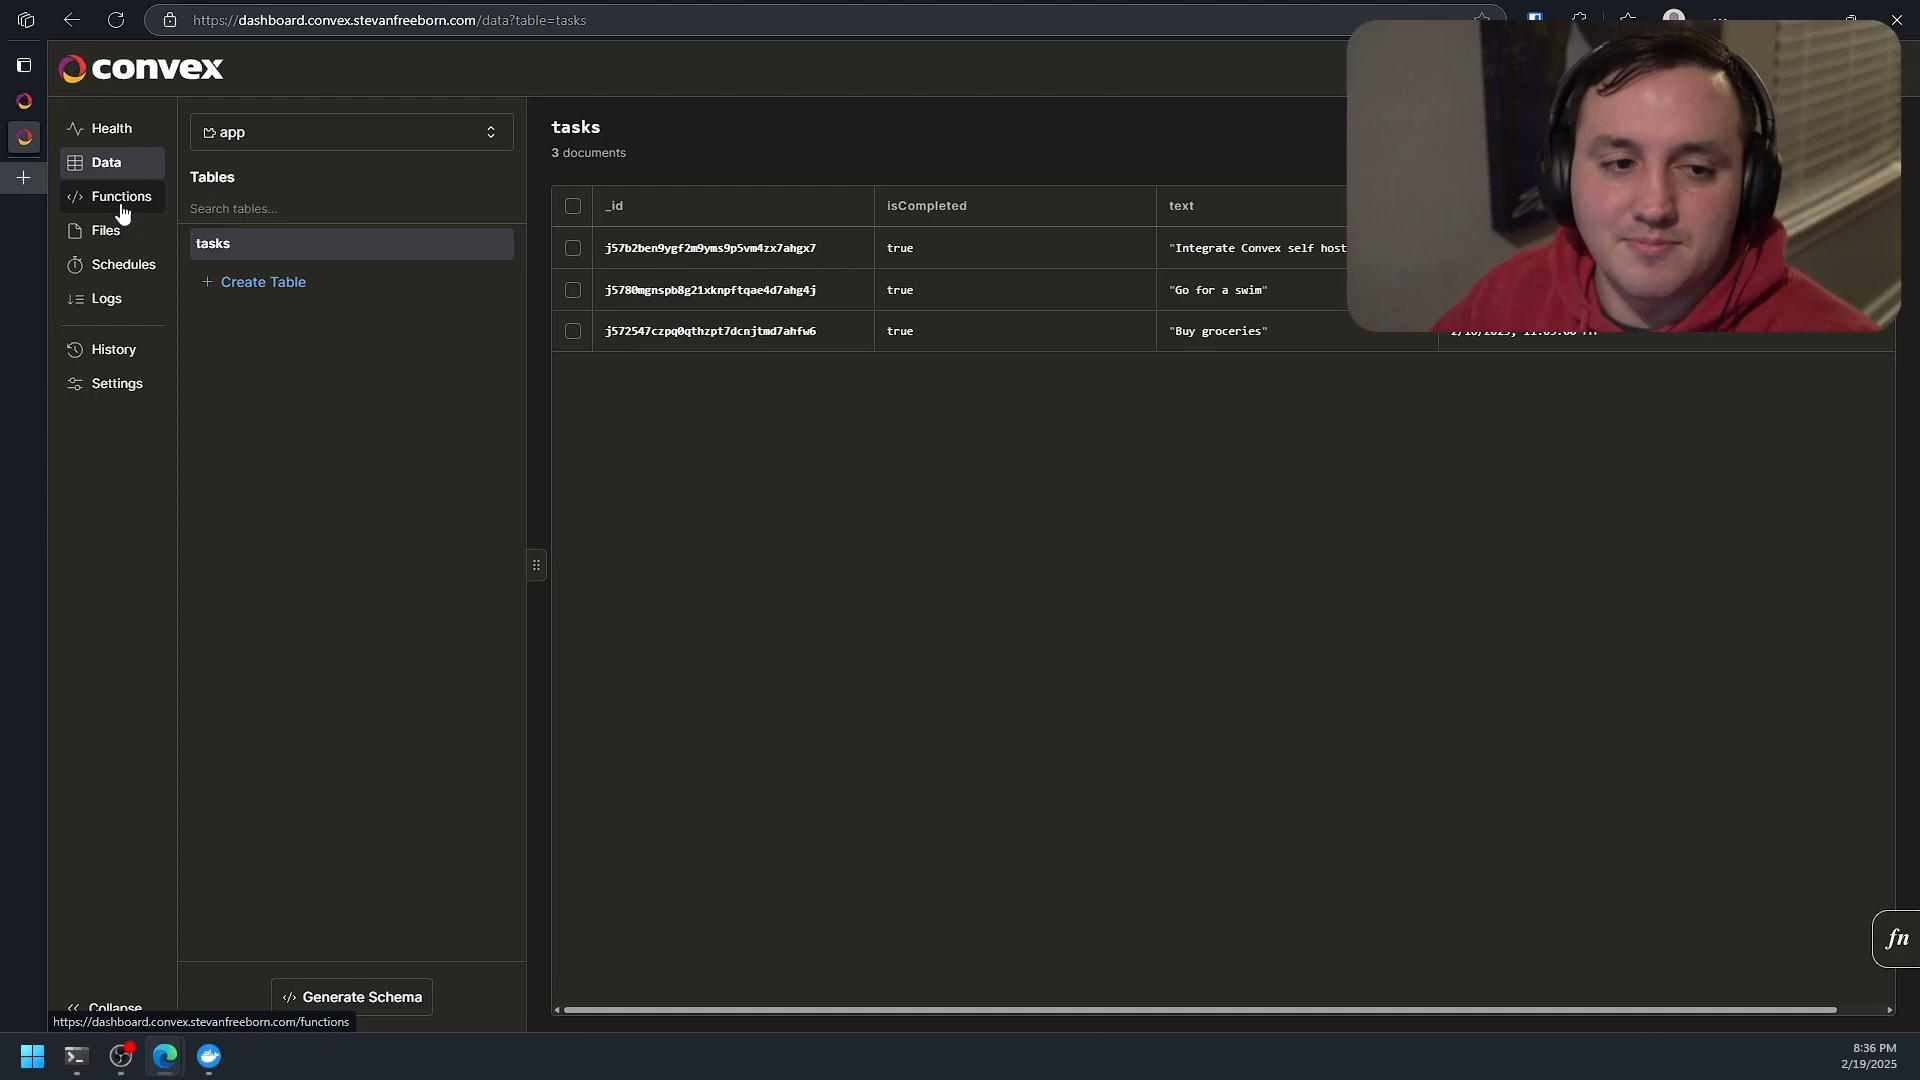 https://dashboard.convex.stevanfreeborn.com/data?table=tasks
convex
Health
Data
Functions
Files
Schedules
Logs
History
Settings
Collapse
app
Tables
Search tables...
tasks
+ Create Table
Generate Schema
tasks
3 documents
_id isCompleted text
j57b2ben9ygf2m9yms9p5vm4zx7ahgx7 true "Integrate Convex self host
j5780mgnspb8g21xknpftqae4d7ahg4j true "Go for a swim"
j572547czpq0qthzpt7dcnjtmd7ahfw6 true "Buy groceries"
fn
https://dashboard.convex.stevanfreeborn.com/functions
8:36 PM
2/19/2025